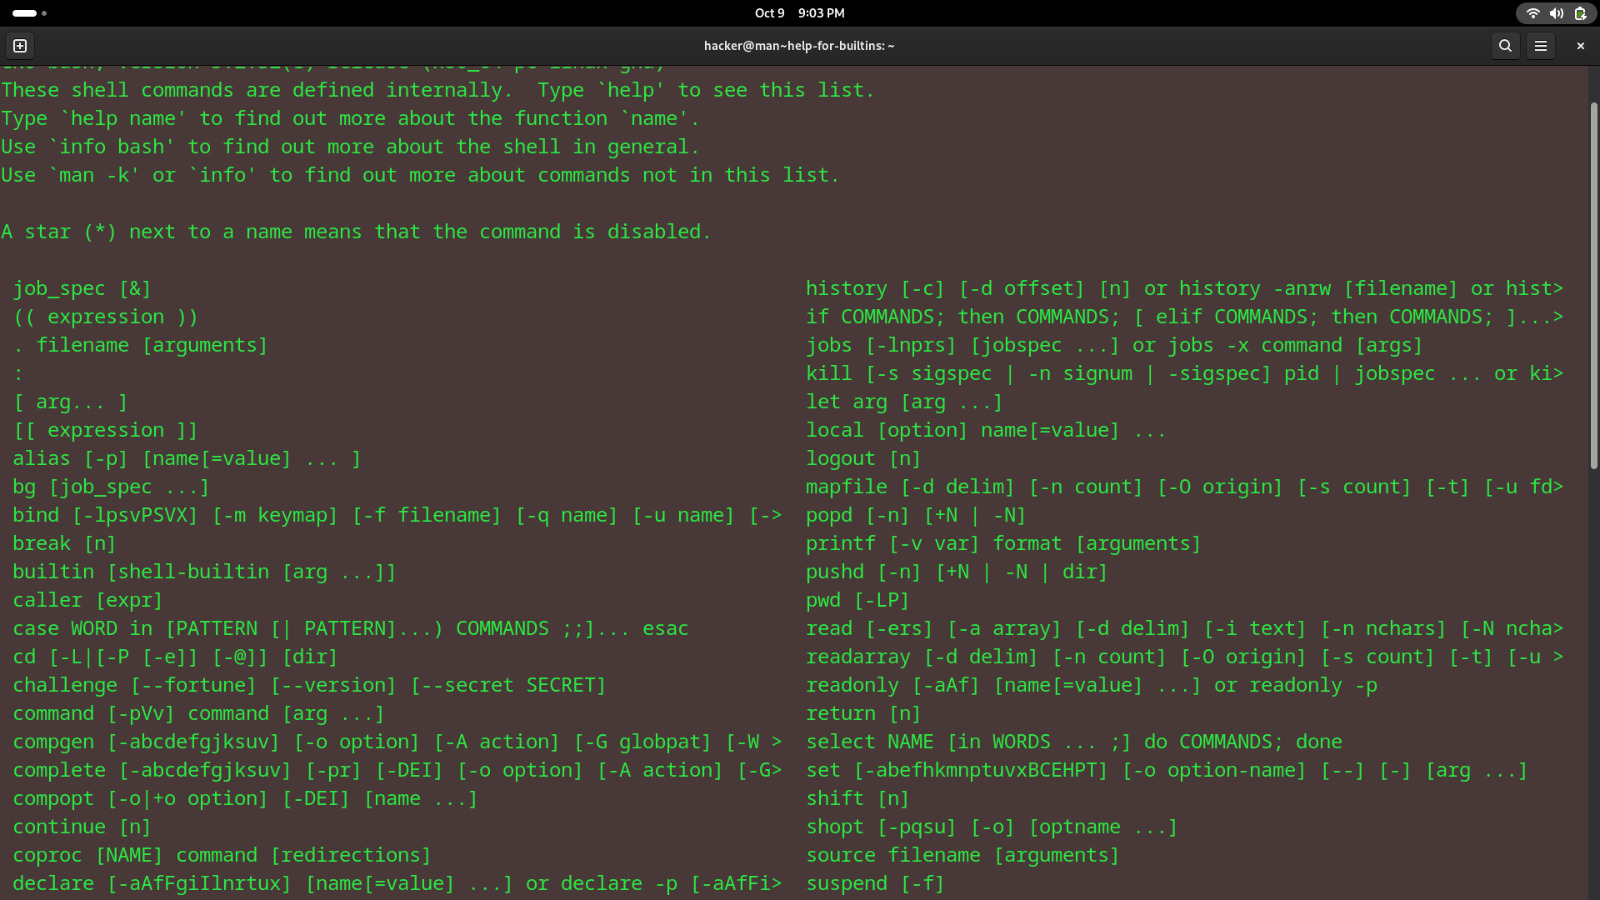 Oct 9 9:03 PM
hacker@man~help-for-builtins: ~
These shell commands are defined internally.  Type `help' to see this list.
Type `help name' to find out more about the function `name'.
Use `info bash' to find out more about the shell in general.
Use `man -k' or `info' to find out more about commands not in this list.
A star (*) next to a name means that the command is disabled.
job_spec [&]
(( expression ))
. filename [arguments]
:
[ arg... ]
[[ expression ]]
alias [-p] [name[=value] ... ]
bg [job_spec ...]
bind [-lpsvPSVX] [-m keymap] [-f filename] [-q name] [-u name] [->
break [n]
builtin [shell-builtin [arg ...]]
caller [expr]
case WORD in [PATTERN [| PATTERN]...) COMMANDS ;;]... esac
cd [-L|[-P [-e]] [-@]] [dir]
challenge [--fortune] [--version] [--secret SECRET]
command [-pVv] command [arg ...]
compgen [-abcdefgjksuv] [-o option] [-A action] [-G globpat] [-W >
complete [-abcdefgjksuv] [-pr] [-DEI] [-o option] [-A action] [-G>
compopt [-o|+o option] [-DEI] [name ...]
continue [n]
coproc [NAME] command [redirections]
declare [-aAfFgiIlnrtux] [name[=value] ...] or declare -p [-aAfFi>
history [-c] [-d offset] [n] or history -anrw [filename] or hist>
if COMMANDS; then COMMANDS; [ elif COMMANDS; then COMMANDS; ]...>
jobs [-lnprs] [jobspec ...] or jobs -x command [args]
kill [-s sigspec | -n signum | -sigspec] pid | jobspec ... or ki>
let arg [arg ...]
local [option] name[=value] ...
logout [n]
mapfile [-d delim] [-n count] [-O origin] [-s count] [-t] [-u fd>
popd [-n] [+N | -N]
printf [-v var] format [arguments]
pushd [-n] [+N | -N | dir]
pwd [-LP]
read [-ers] [-a array] [-d delim] [-i text] [-n nchars] [-N ncha>
readarray [-d delim] [-n count] [-O origin] [-s count] [-t] [-u >
readonly [-aAf] [name[=value] ...] or readonly -p
return [n]
select NAME [in WORDS ... ;] do COMMANDS; done
set [-abefhkmnptuvxBCEHPT] [-o option-name] [--] [-] [arg ...]
shift [n]
shopt [-pqsu] [-o] [optname ...]
source filename [arguments]
suspend [-f]